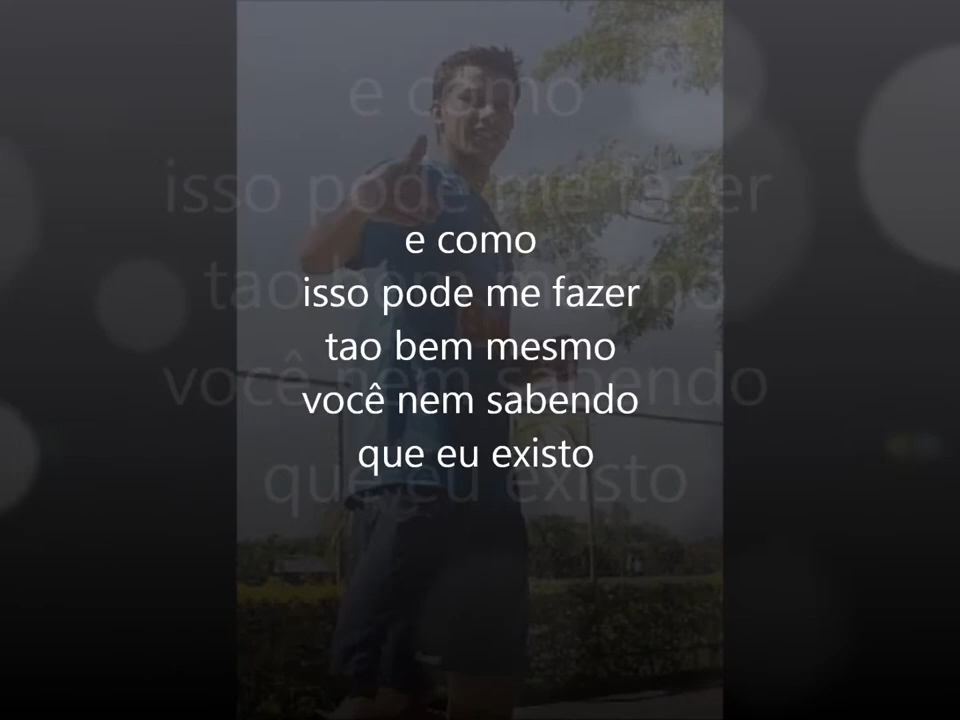 e como
isso pode me fazer
tao bem mesmo
você nem sabendo
que eu existo